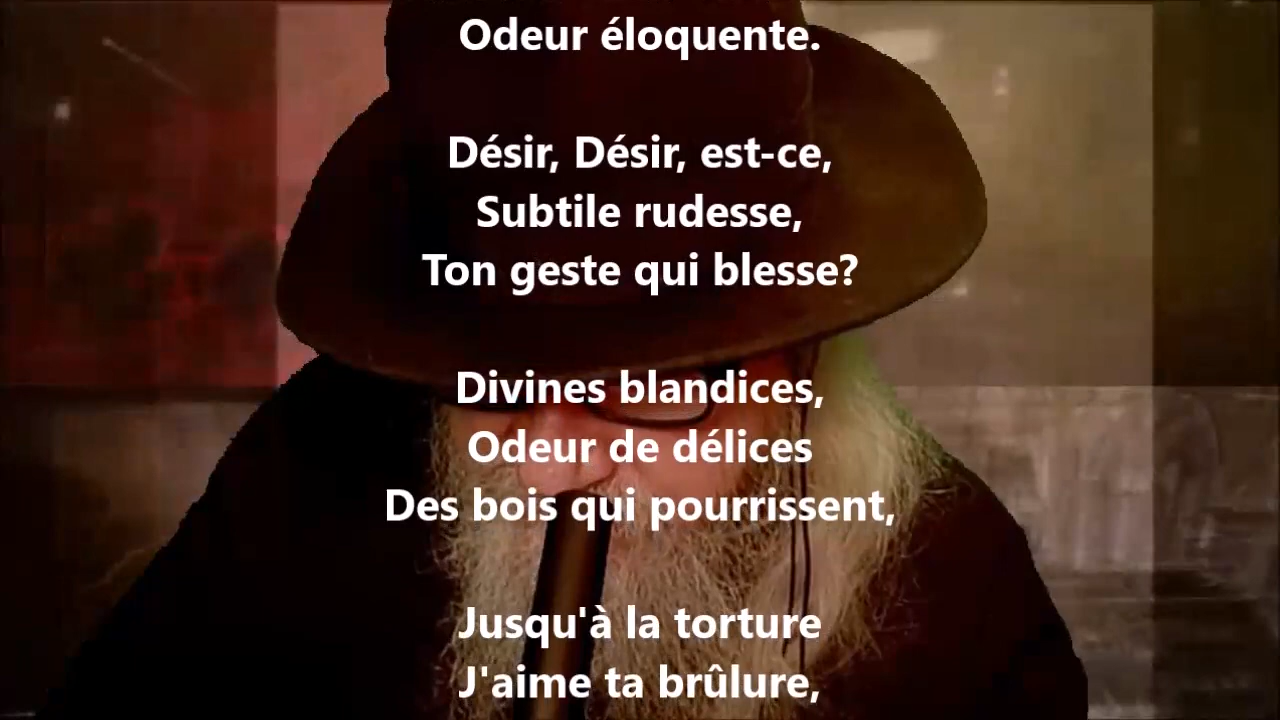 Odeur éloquente.
Désir, Désir, est-ce,
Subtile rudesse,
Ton geste qui blesse?
Divines blandices,
Odeur de délices
Des bois qui pourrissent,
Jusqu'à la torture
J'aime ta brûlure,